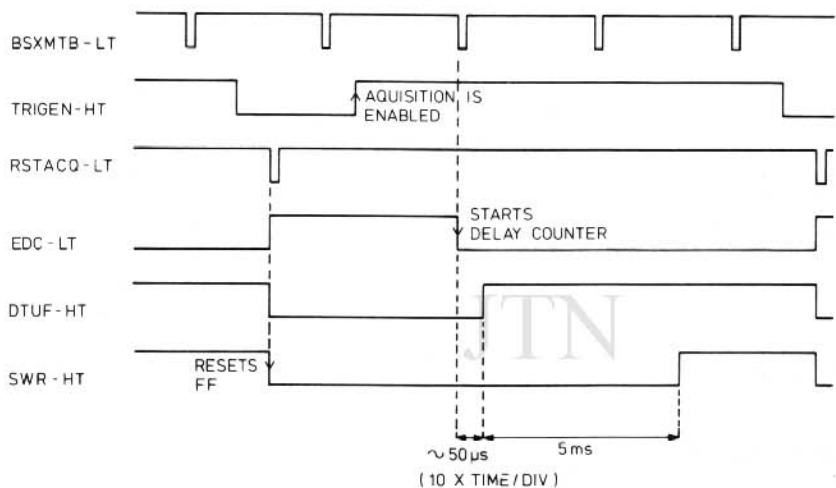 BSXMTB-LT
TRIGEN-HT
AQUISITION IS
ENABLED
RSTACQ-LT
EDC-LT
STARTS
DELAY COUNTER
DTUF-HT
JTN
SWR-HT
RESETS
FF
~50µs
5ms
(10 X TIME/DIV)